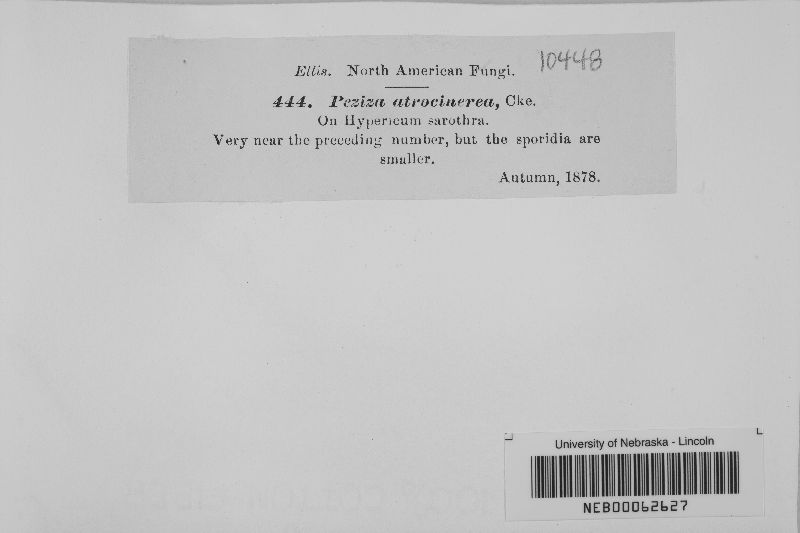 Ellis. North American Fungi. 10448
444. Peziza atrocinerea, Cke.
On Hypericum sarothra.
Very near the preceding number, but the sporidia are
smaller.
Autumn, 1878.
University of Nebraska - Lincoln
NEB00062627